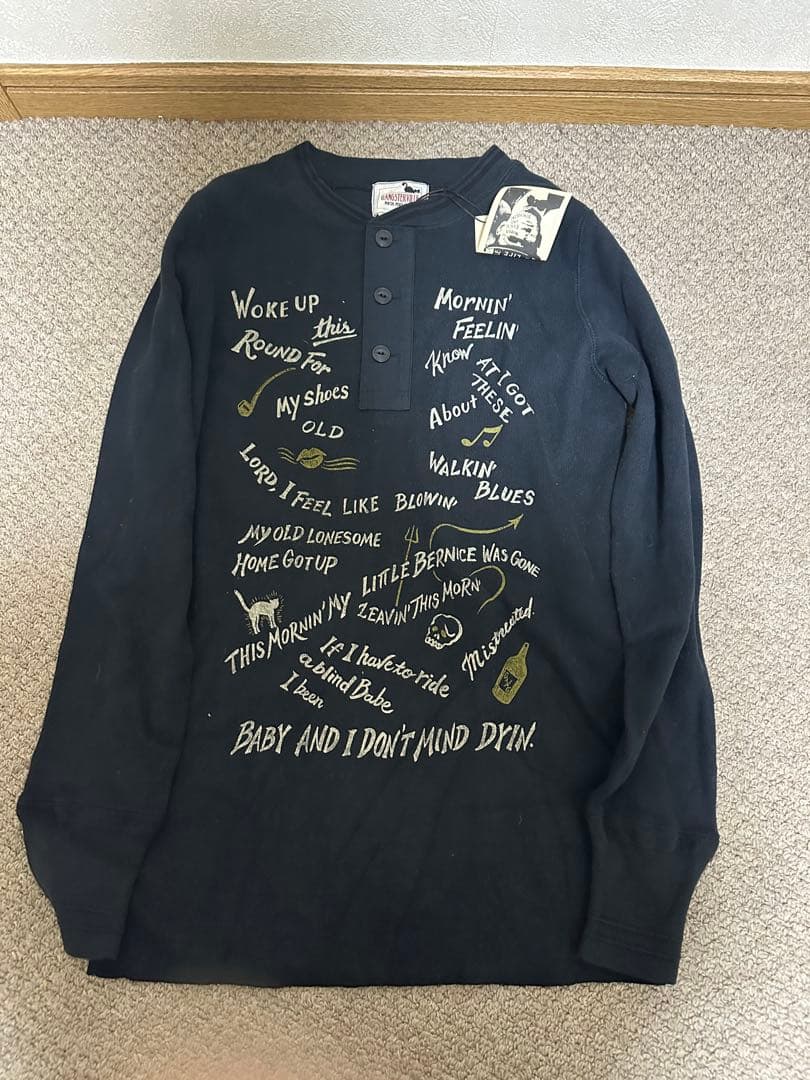 GANGSTERVILLE
WOKE UP this MORNIN'
FEELIN'
ROUND FOR Know
AT I GOT
THESE
MY shoes About
OLD
WALKIN'
BLUES
LORD, I FEEL LIKE BLOWIN'
MY OLD LONESOME
HOME GOT UP
LITTLE BERNICE WAS GONE
THIS MORNIN' MY LEAVIN' THIS MORN'
If I have to ride
a blind Babe
I been
Mistreated.
BABY AND I DON'T MIND DYIN.